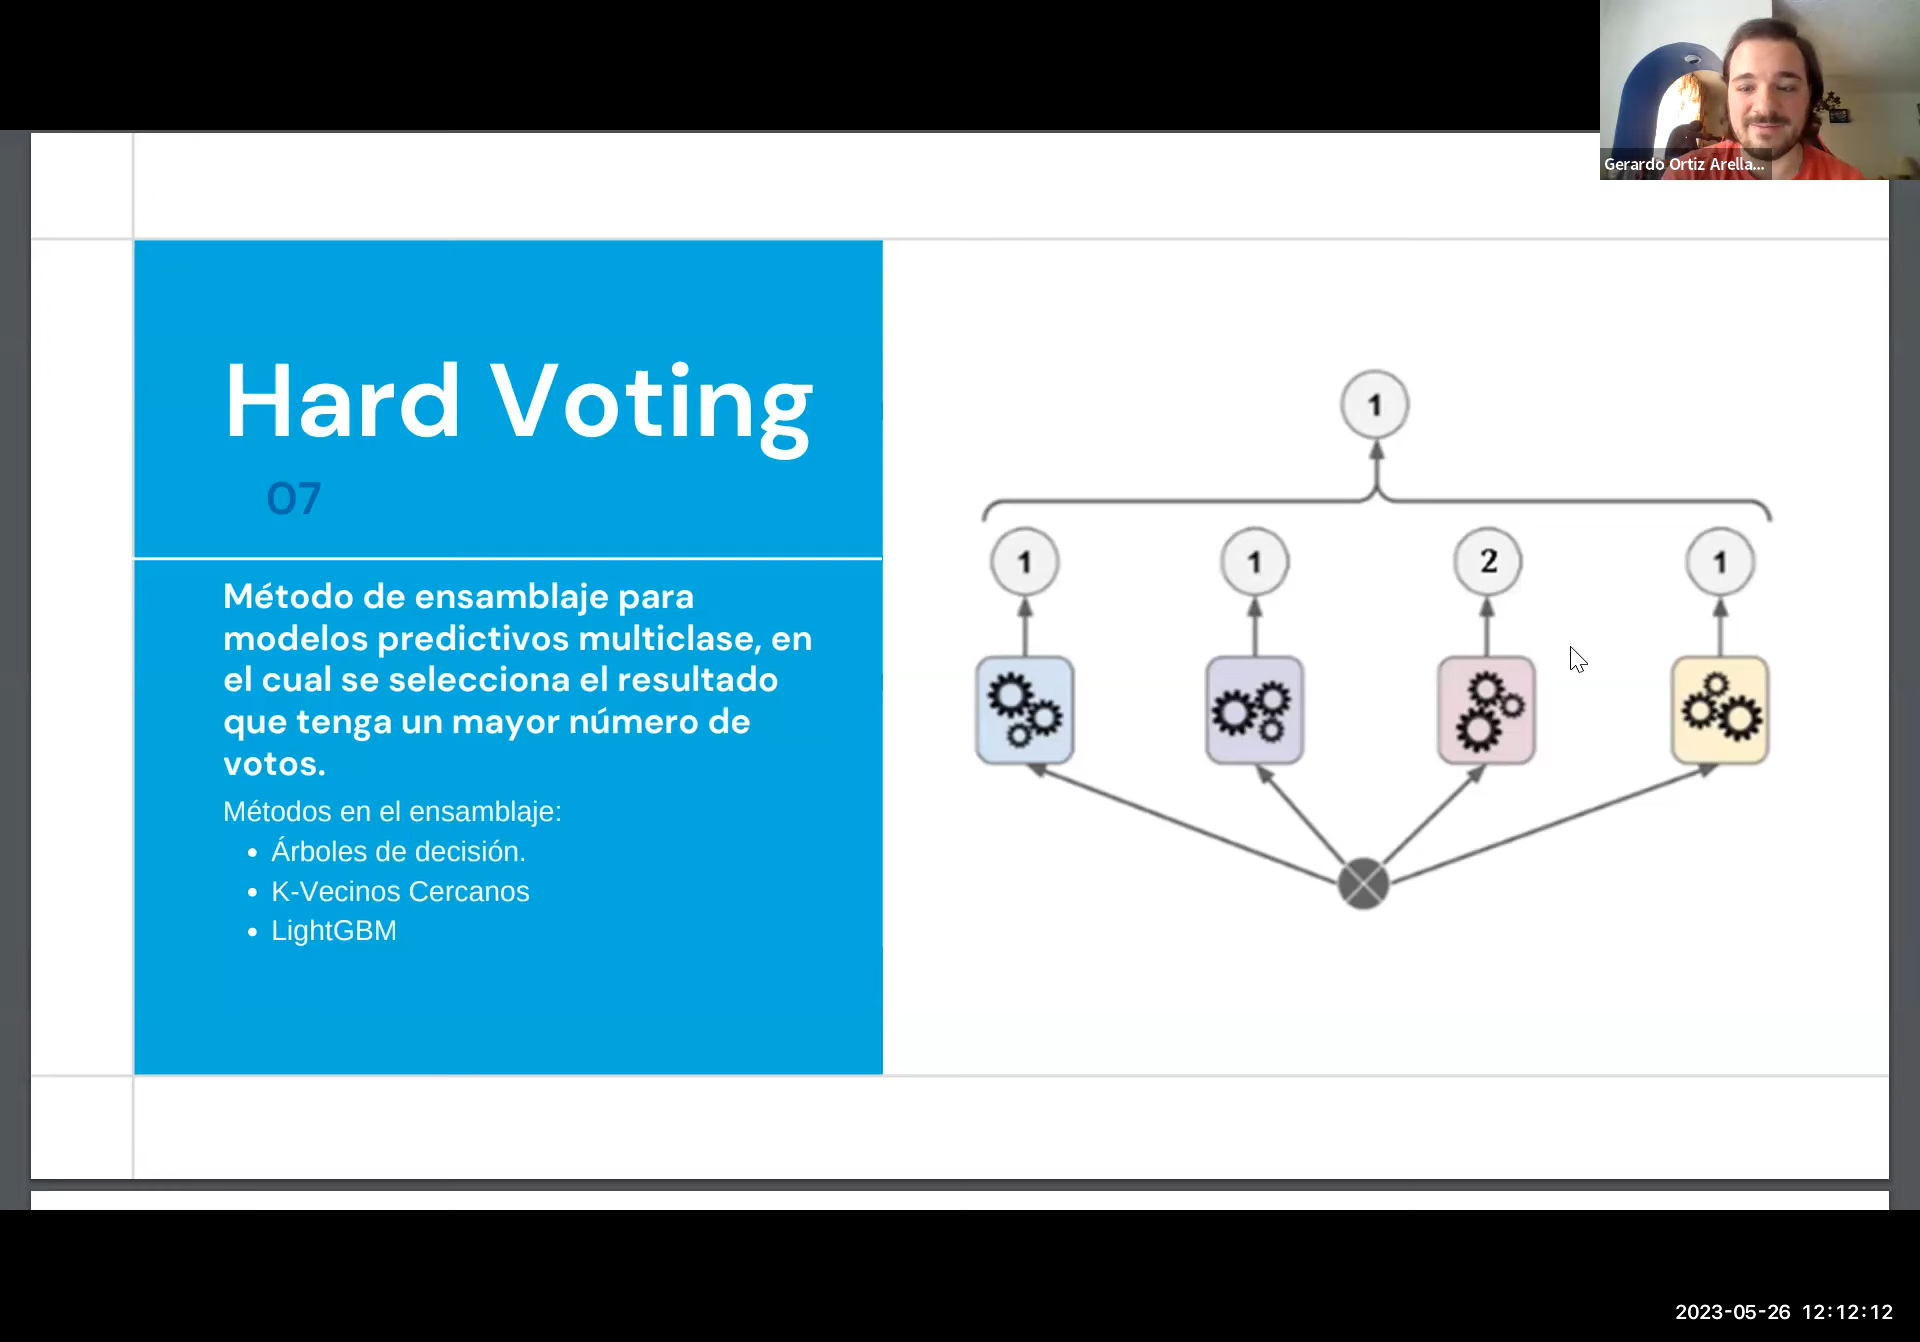 Gerardo Ortiz Arella...
Hard Voting
07
Método de ensamblaje para
modelos predictivos multiclase, en
el cual se selecciona el resultado
que tenga un mayor número de
votos.
Métodos en el ensamblaje:
• Árboles de decisión.
• K-Vecinos Cercanos
• LightGBM
1
1 1 2 1
2023-05-26 12:12:12